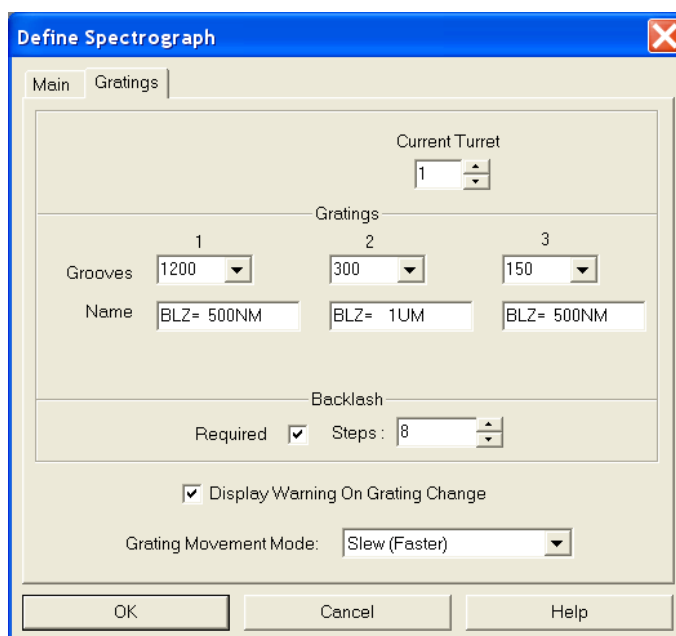 Define Spectrograph
Main Gratings
Current Turret
1
Gratings
1 2 3
Grooves 1200 300 150
Name BLZ= 500NM BLZ= 1UM BLZ= 500NM
Backlash
Required Steps : 8
Display Warning On Grating Change
Grating Movement Mode: Slew (Faster)
OK Cancel Help